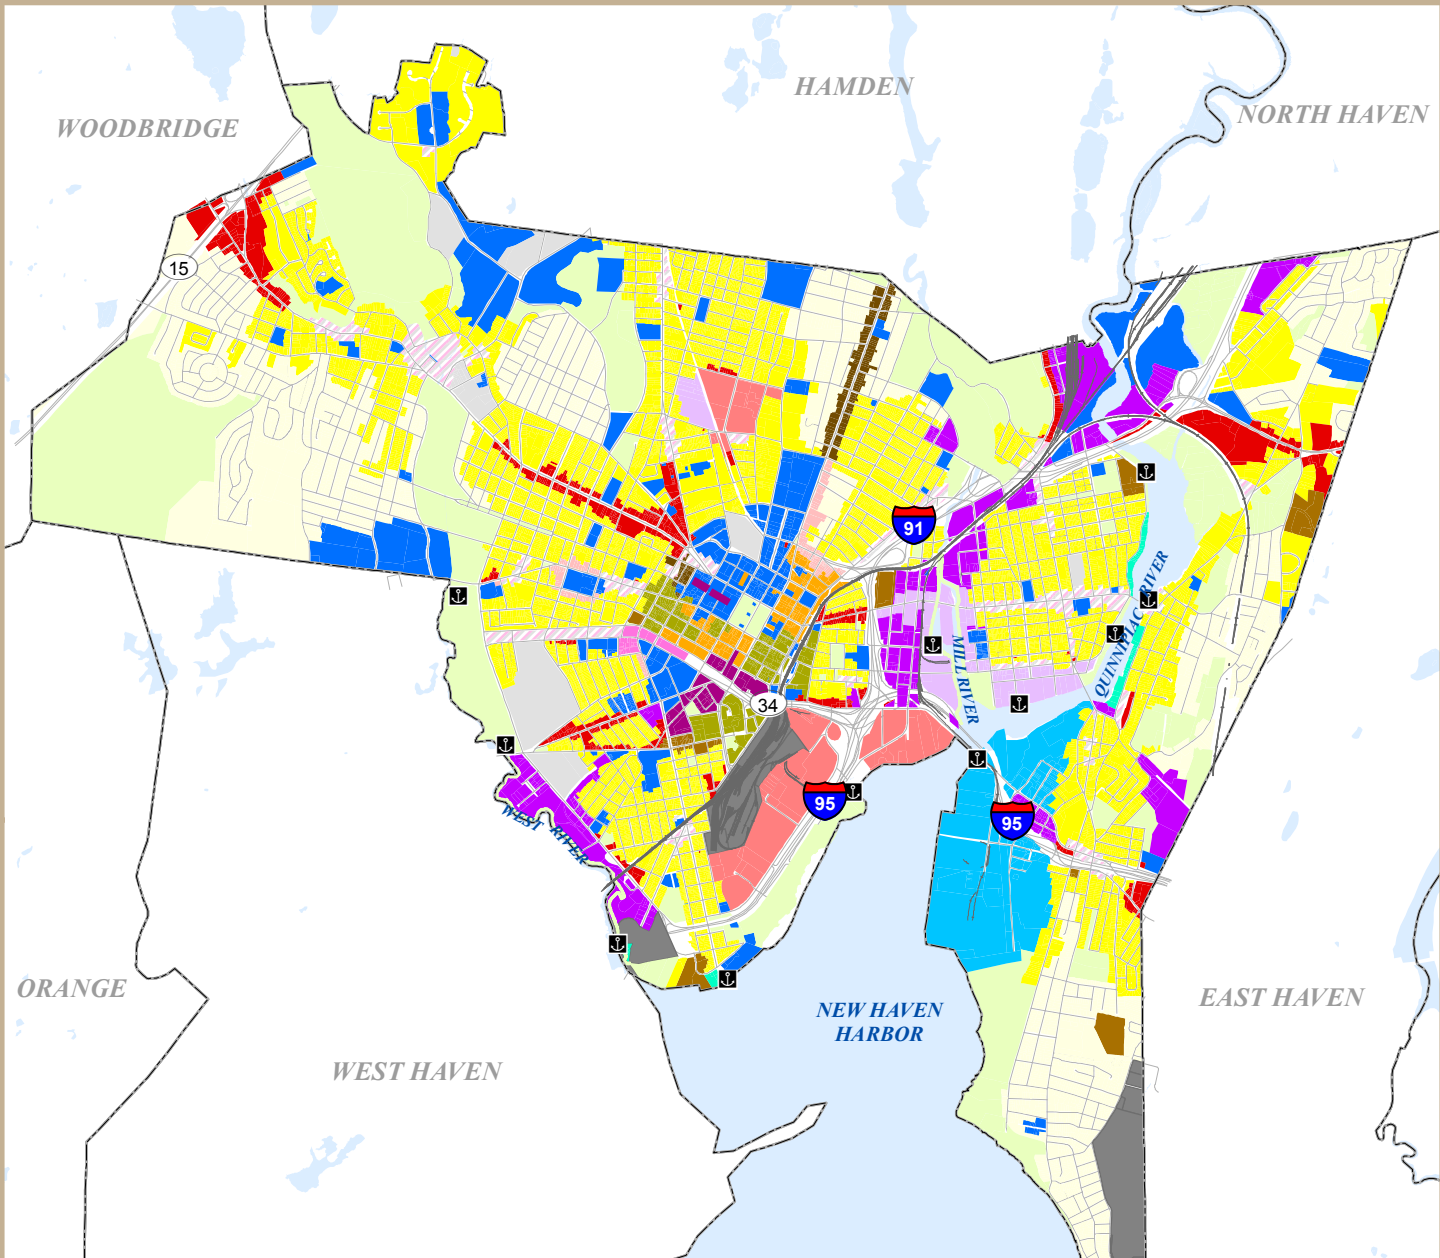 HAMDEN
NORTH HAVEN
WOODBRIDGE
15
91
QUINNIPIAC RIVER
MILL RIVER
34
95
95
WEST RIVER
ORANGE
EAST HAVEN
NEW HAVEN
HARBOR
WEST HAVEN